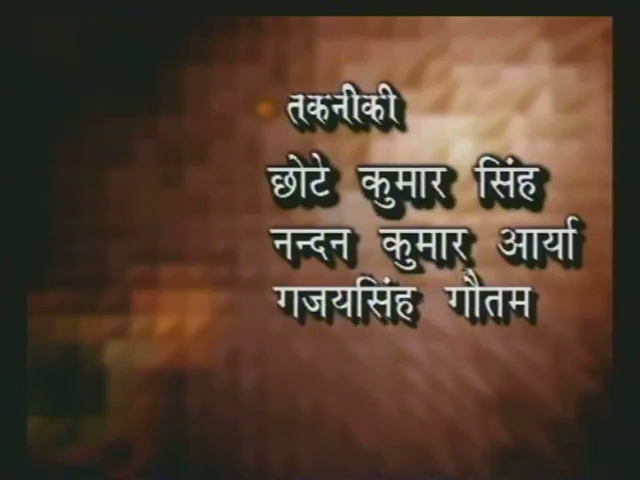 तकनीकी
छोटे कुमार सिंह
नन्दन कुमार आर्या
गजयसिंह गौतम